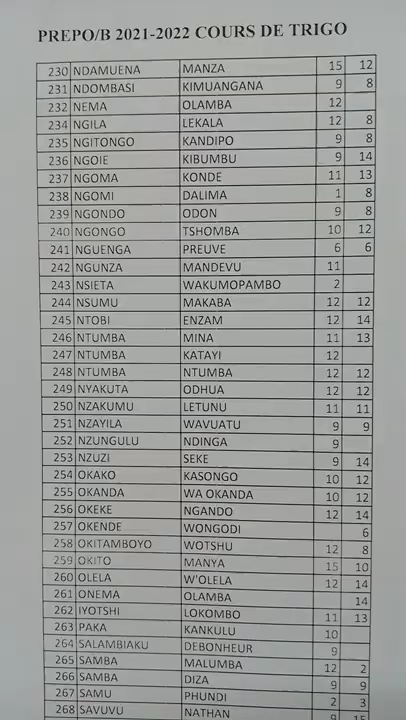 PREPO/B 2021-2022 COURS DE TRIGO
230 NDAMUENA MANZA 15 12
231 NDOMBASI KIMUANGANA 9 8
232 NEMA OLAMBA 12
234 NGILA LEKALA 12 8
235 NGITONGO KANDIPO 9 8
236 NGOIE KIBUMBU 9 14
237 NGOMA KONDE 11 13
238 NGOMI DALIMA 1 8
239 NGONDO ODON 9 8
240 NGONGO TSHOMBA 10 12
241 NGUENGA PREUVE 6 6
242 NGUNZA MANDEVU 11
243 NSIETA WAKUMOPAMBO 2
244 NSUMU MAKABA 12 12
245 NTOBI ENZAM 12 14
246 NTUMBA MINA 11 13
247 NTUMBA KATAYI 12
248 NTUMBA NTUMBA 12 12
249 NYAKUTA ODHUA 12 12
250 NZAKUMU LETUNU 11 11
251 NZAYILA WAVUATU 9 9
252 NZUNGULU NDINGA 9
253 NZUZI SEKE 9 14
254 OKAKO KASONGO 10 12
255 OKANDA WA OKANDA 10 12
256 OKEKE NGANDO 12 14
257 OKENDE WONGODI 6
258 OKITAMBOYO WOTSHU 12 8
259 OKITO MANYA 15 10
260 OLELA W'OLELA 12 14
261 ONEMA OLAMBA 14
262 IYOTSHI LOKOMBO 11 13
263 PAKA KANKULU 10
264 SALAMBIAKU DEBONHEUR 9
265 SAMBA MALUMBA 12 2
266 SAMBA DIZA 9 9
267 SAMU PHUNDI 2 3
268 SAVUVU NATHAN 9 15